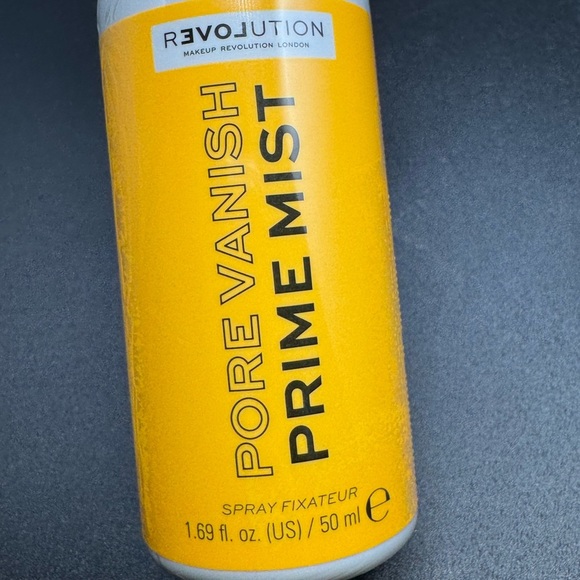 REVOLUTION
MAKEUP REVOLUTION LONDON
PORE VANISH
PRIME MIST
SPRAY FIXATEUR
1.69 fl. oz. (US) / 50 ml ℮